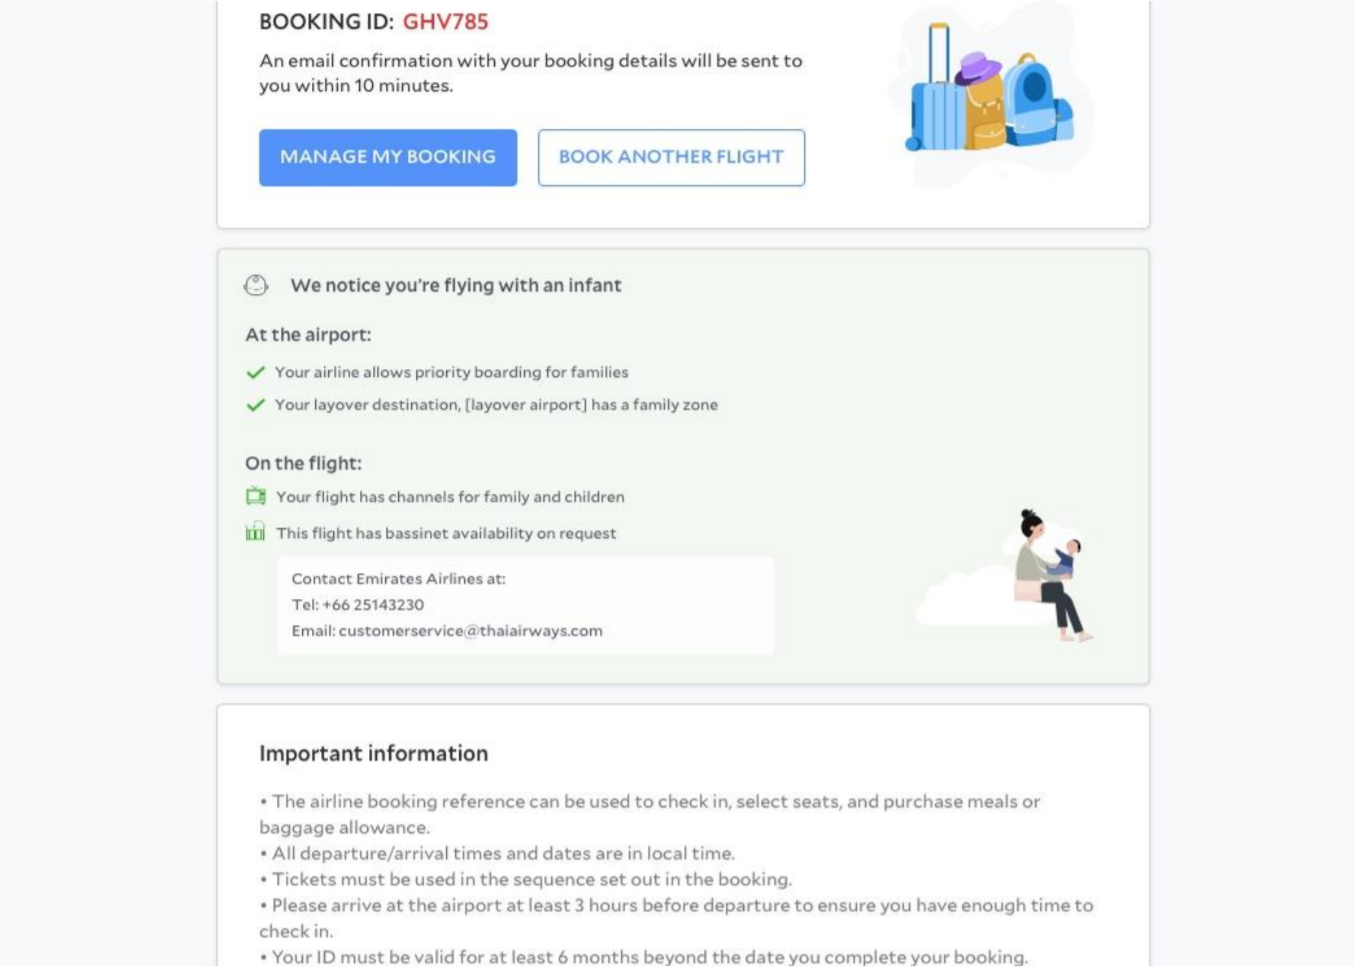 BOOKING ID: GHV785
An email confirmation with your booking details will be sent to
you within 10 minutes.
MANAGE MY BOOKING
BOOK ANOTHER FLIGHT
We notice you're flying with an infant
At the airport:
Your airline allows priority boarding for families
Your layover destination, [layover airport] has a family zone
On the flight:
Your flight has channels for family and children
This flight has bassinet availability on request
Contact Emirates Airlines at:
Tel: +66 25143230
Email: customerservice@thaiairways.com
Important information
• The airline booking reference can be used to check in, select seats, and purchase meals or
baggage allowance.
• All departure/arrival times and dates are in local time.
• Tickets must be used in the sequence set out in the booking.
• Please arrive at the airport at least 3 hours before departure to ensure you have enough time to
check in.
• Your ID must be valid for at least 6 months beyond the date you complete your booking.